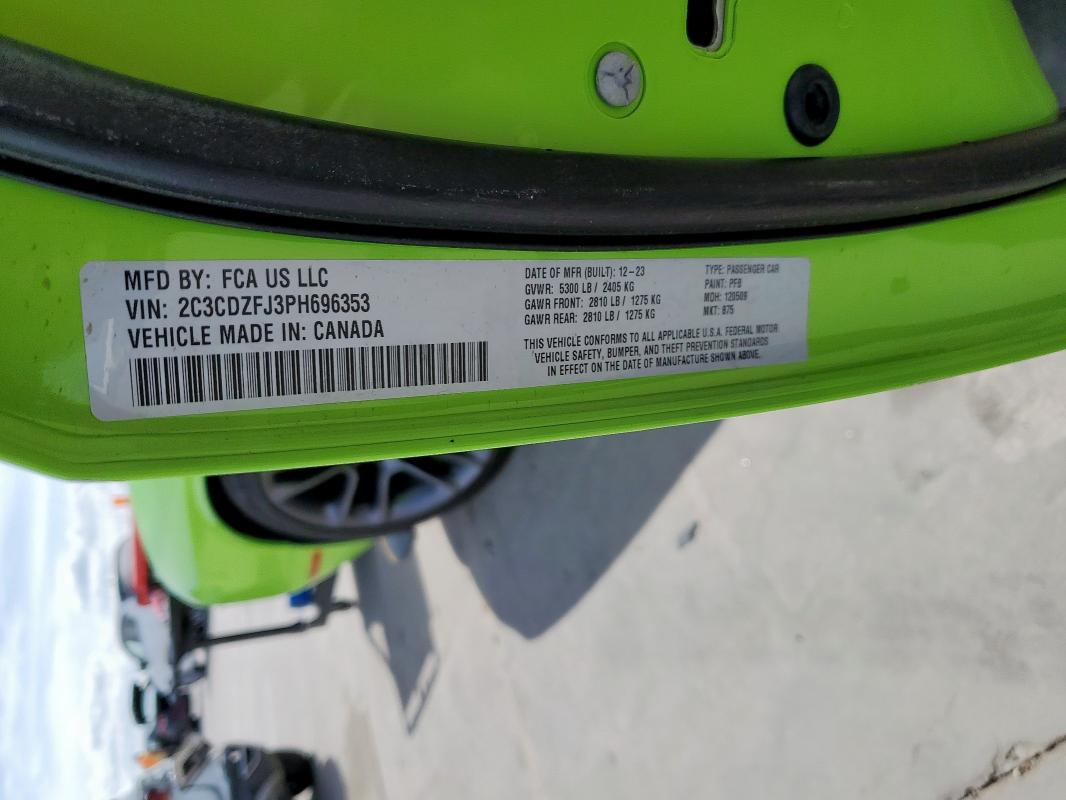 MFD BY: FCA US LLC
VIN: 2C3CDZFJ3PH696353
VEHICLE MADE IN: CANADA
DATE OF MFR (BUILT): 12-23
GVWR: 5300 LB / 2405 KG
GAWR FRONT: 2810 LB / 1275 KG
GAWR REAR: 2810 LB / 1275 KG
TYPE: PASSENGER CAR
PAINT: PFB
MDH: 120509
MKT: 875
THIS VEHICLE CONFORMS TO ALL APPLICABLE U.S.A. FEDERAL MOTOR
VEHICLE SAFETY, BUMPER, AND THEFT PREVENTION STANDARDS
IN EFFECT ON THE DATE OF MANUFACTURE SHOWN ABOVE.